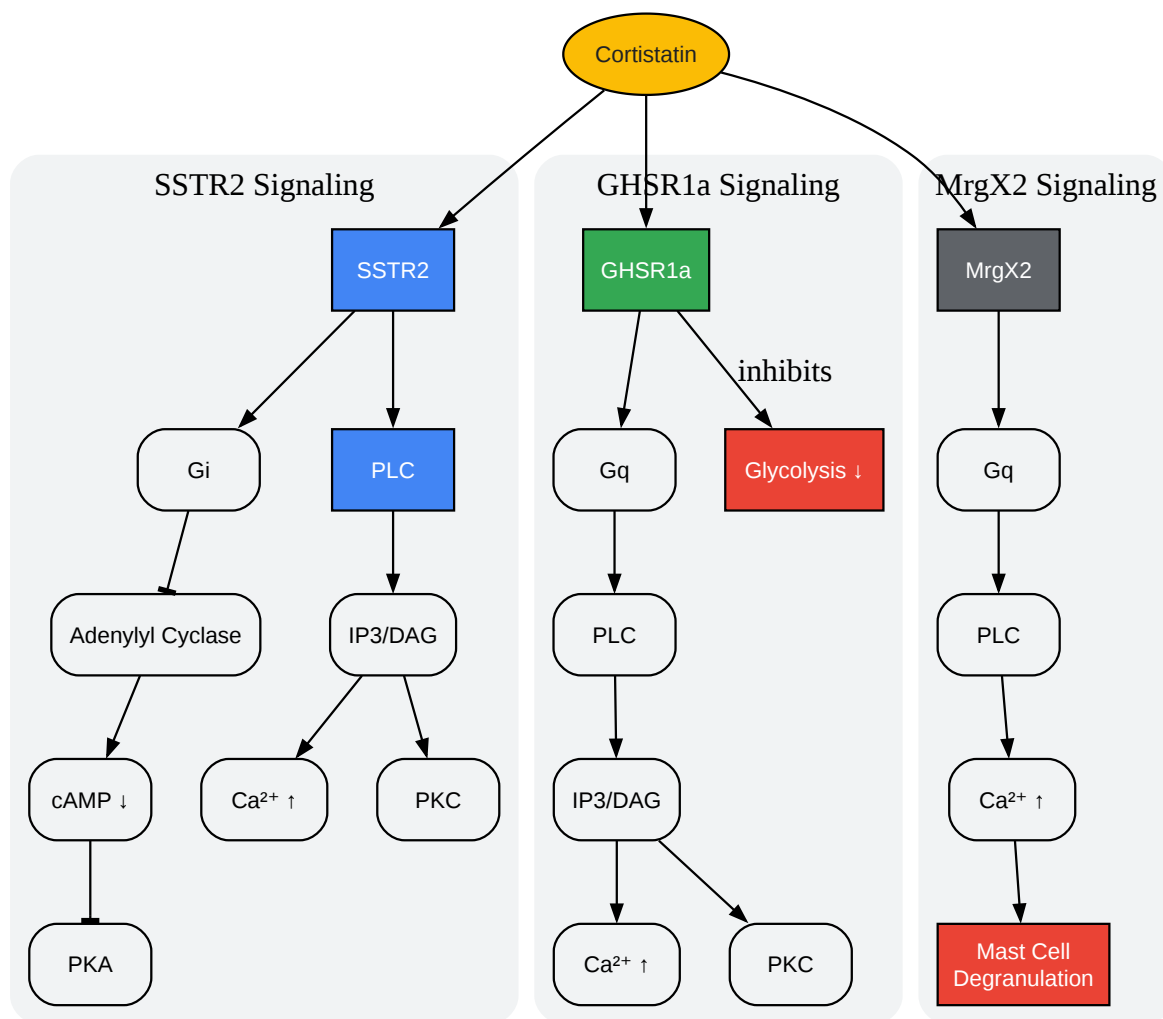 Cortistatin
SSTR2 Signaling
GHSR1a Signaling
MrgX2 Signaling
SSTR2
GHSR1a
MrgX2
inhibits
Gi
PLC
Gq
Glycolysis ↓
Gq
Adenylyl Cyclase
IP3/DAG
PLC
PLC
cAMP ↓
Ca²⁺ ↑
PKC
IP3/DAG
Ca²⁺ ↑
PKA
Ca²⁺ ↑
PKC
Mast Cell
Degranulation